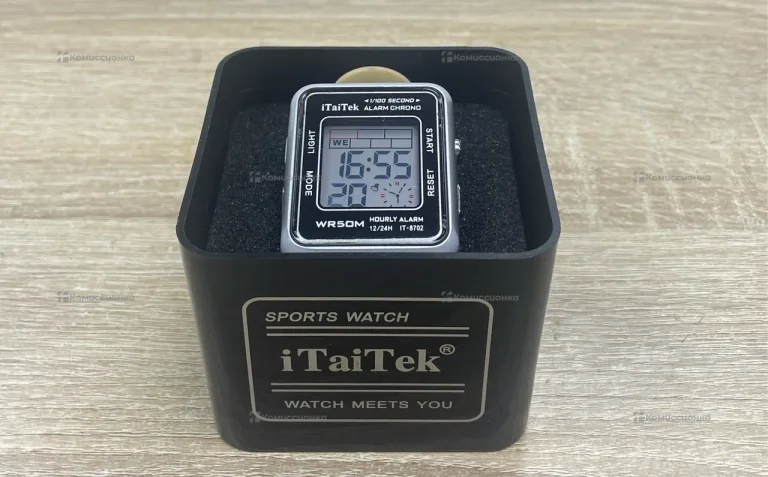 iTaiTek
◄1/100 SECOND►
ALARM CHRONO
LIGHT
MODE
START
RESET
WE
16:55
20
WR50M
HOURLY ALARM
12/24H IT-8702
SPORTS WATCH
iTaiTek®
WATCH MEETS YOU
Комиссионка
Комиссионка
Комиссионка
Комиссионка
Комиссионка
Комиссионка
Комиссионка
Комиссионка